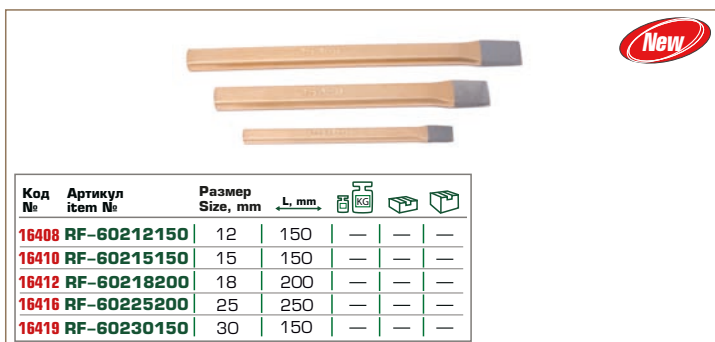 New
Код Артикул Размер
№ item № Size, mm L, mm KG
16408 RF-60212150 12 150 — — —
16410 RF-60215150 15 150 — — —
16412 RF-60218200 18 200 — — —
16416 RF-60225200 25 250 — — —
16419 RF-60230150 30 150 — — —